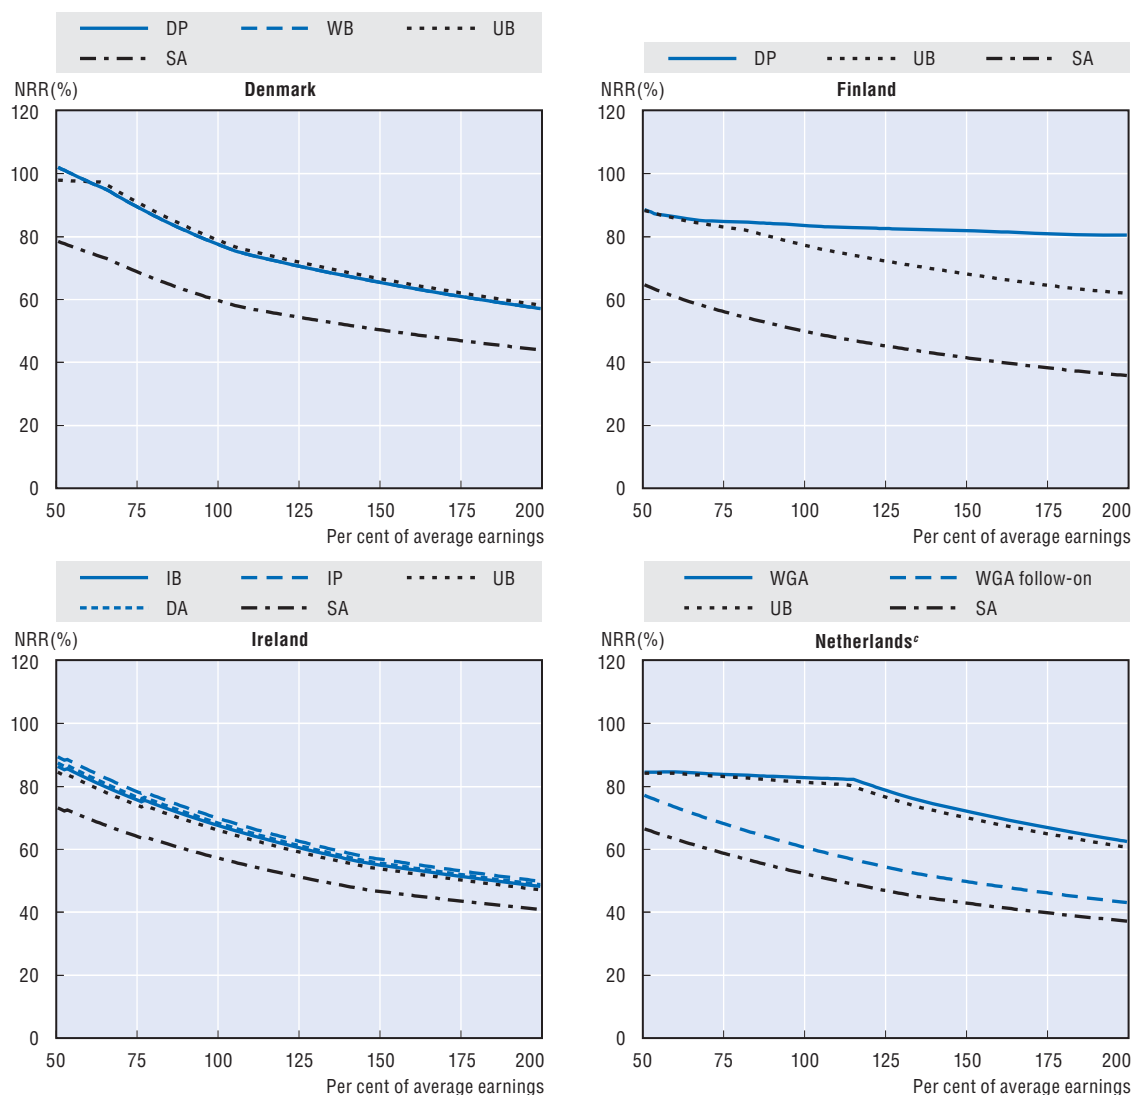 DP WB UB
SA
NRR (%) Denmark
120
100
80
60
40
20
0
50 75 100 125 150 175 200
Per cent of average earnings
DP UB SA
NRR (%) Finland
120
100
80
60
40
20
0
50 75 100 125 150 175 200
Per cent of average earnings
IB IP UB
DA SA
NRR (%) Ireland
120
100
80
60
40
20
0
50 75 100 125 150 175 200
Per cent of average earnings
WGA WGA follow-on
UB SA
NRR (%) Netherlandsᶜ
120
100
80
60
40
20
0
50 75 100 125 150 175 200
Per cent of average earnings